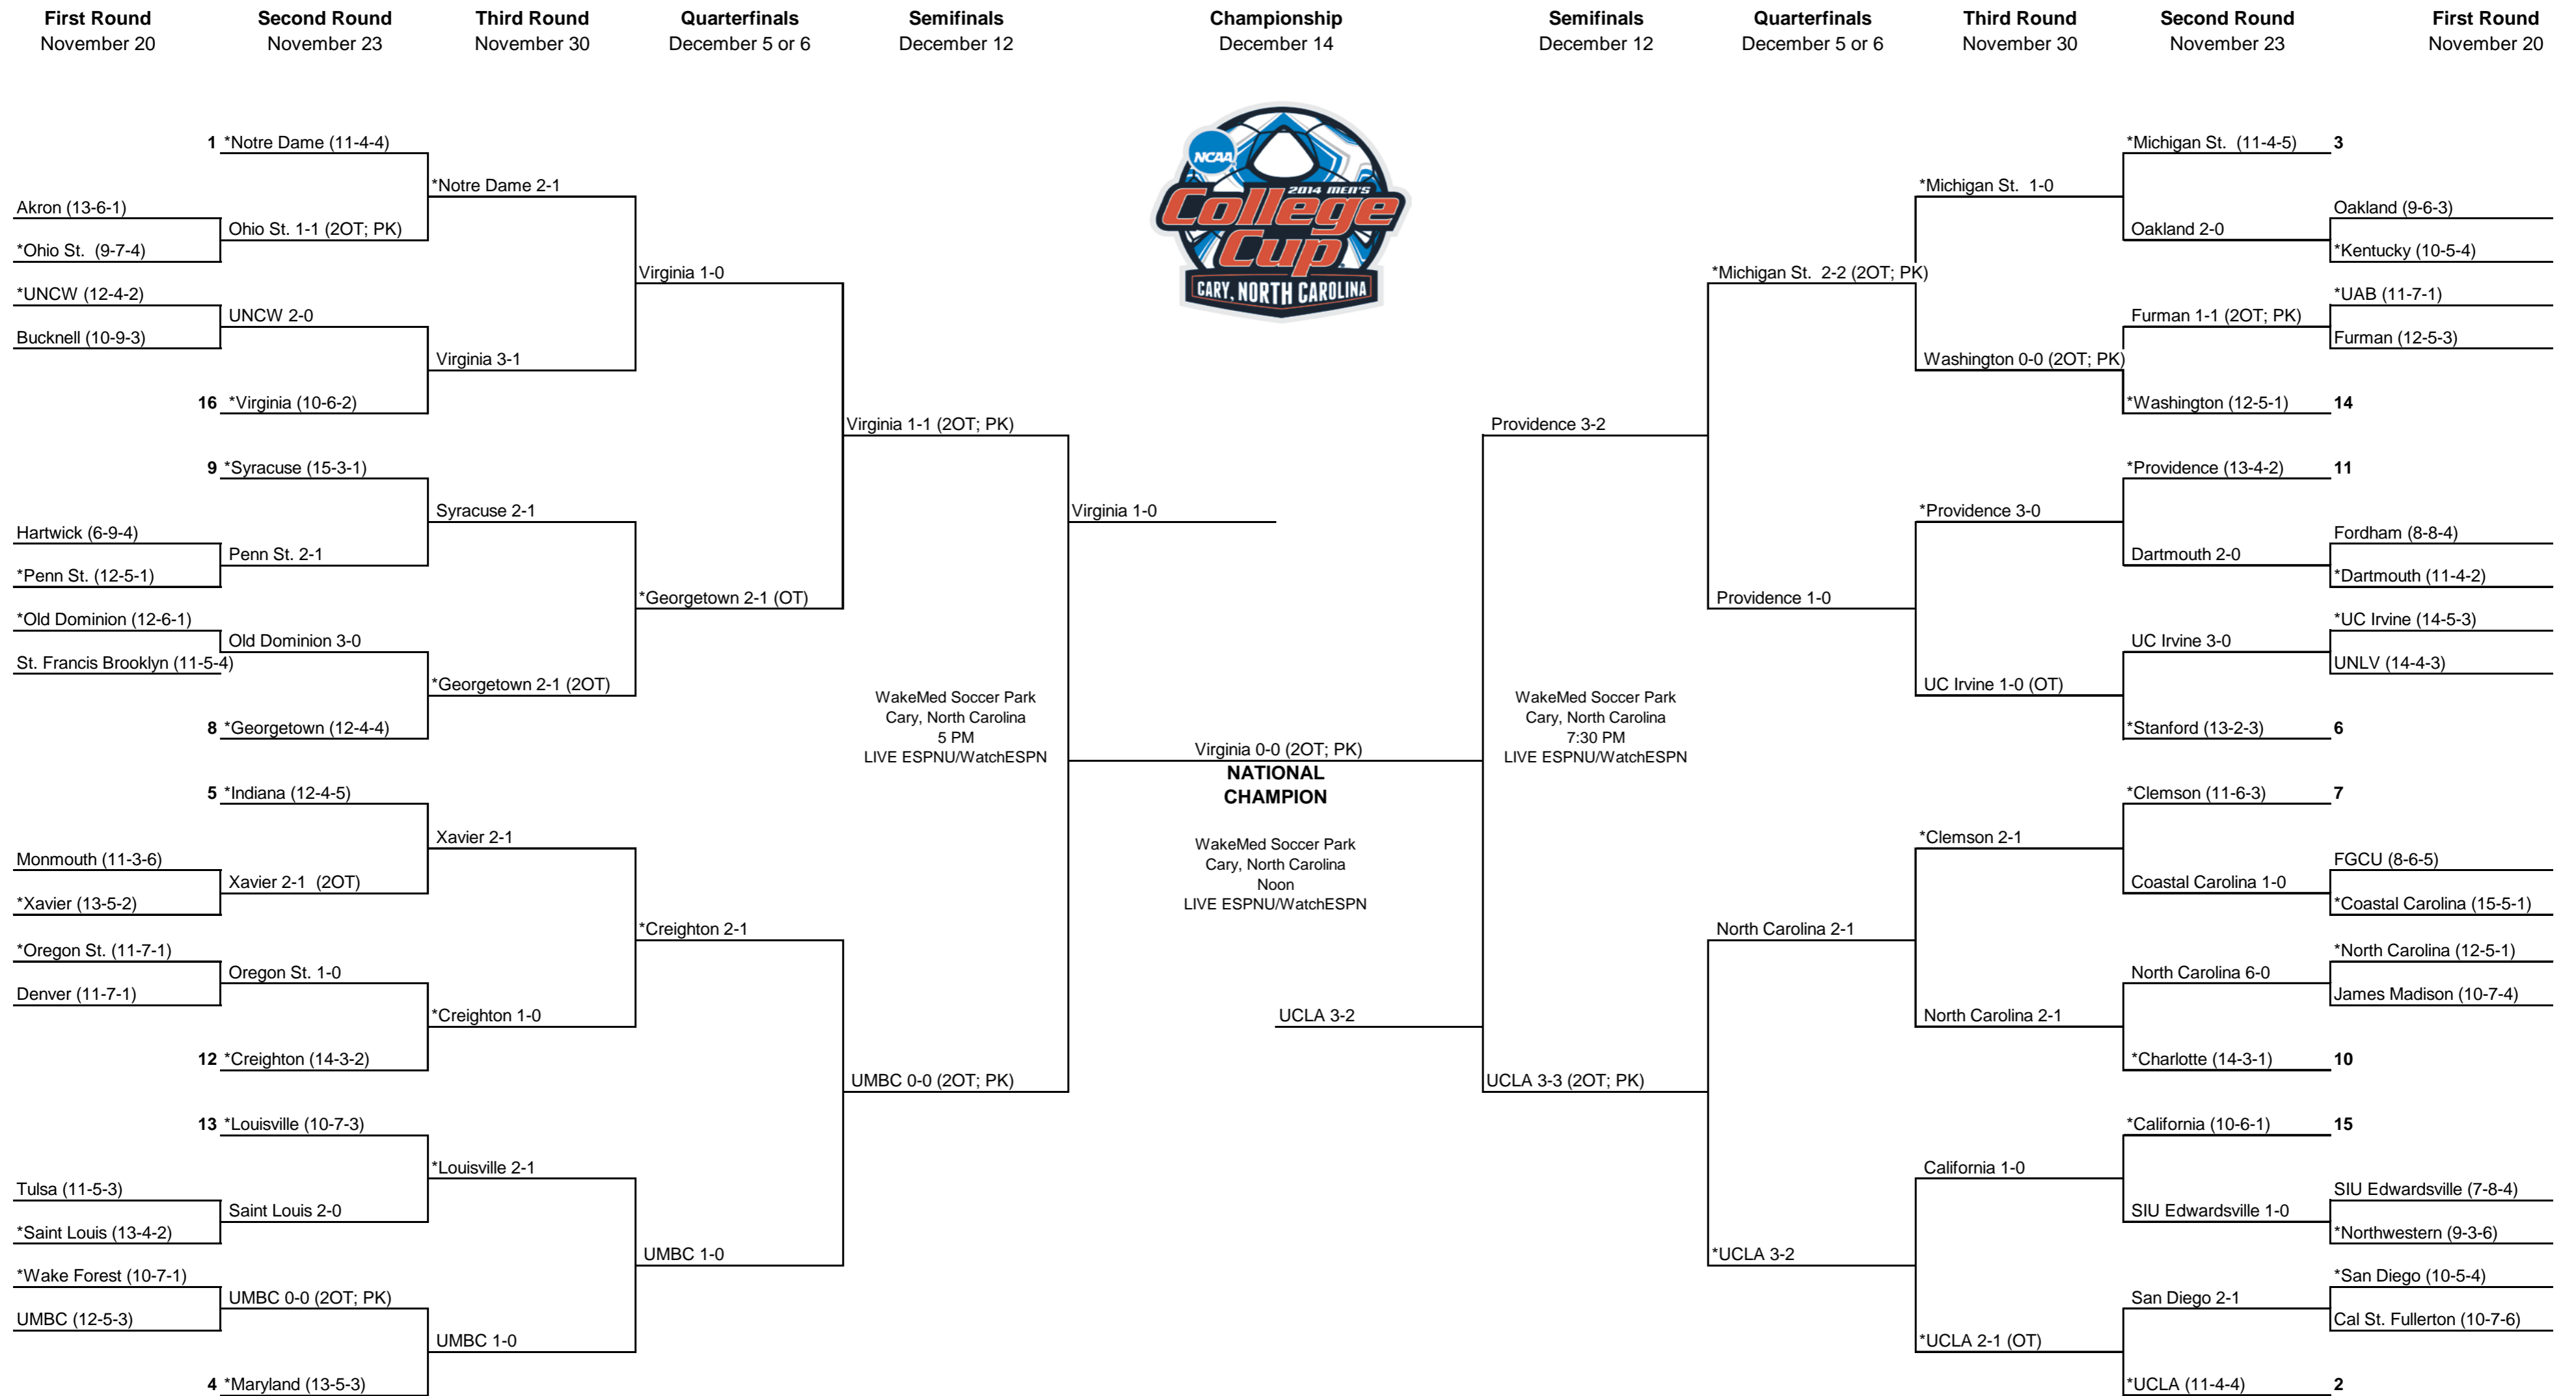 First Round
November 20
Second Round
November 23
Third Round
November 30
Quarterfinals
December 5 or 6
Semifinals
December 12
Championship
December 14
Semifinals
December 12
Quarterfinals
December 5 or 6
Third Round
November 30
Second Round
November 23
First Round
November 20
1 *Notre Dame (11-4-4)
Akron (13-6-1)
*Ohio St. (9-7-4)
*UNCW (12-4-2)
Bucknell (10-9-3)
Ohio St. 1-1 (2OT; PK)
UNCW 2-0
16 *Virginia (10-6-2)
*Notre Dame 2-1
Virginia 3-1
Virginia 1-0
9 *Syracuse (15-3-1)
Hartwick (6-9-4)
*Penn St. (12-5-1)
*Old Dominion (12-6-1)
St. Francis Brooklyn (11-5-4)
Penn St. 2-1
Old Dominion 3-0
8 *Georgetown (12-4-4)
Syracuse 2-1
*Georgetown 2-1 (2OT)
*Georgetown 2-1 (OT)
Virginia 1-1 (2OT; PK)
5 *Indiana (12-4-5)
Monmouth (11-3-6)
*Xavier (13-5-2)
*Oregon St. (11-7-1)
Denver (11-7-1)
Xavier 2-1 (2OT)
Oregon St. 1-0
12 *Creighton (14-3-2)
Xavier 2-1
*Creighton 1-0
*Creighton 2-1
13 *Louisville (10-7-3)
Tulsa (11-5-3)
*Saint Louis (13-4-2)
*Wake Forest (10-7-1)
UMBC (12-5-3)
Saint Louis 2-0
UMBC 0-0 (2OT; PK)
4 *Maryland (13-5-3)
*Louisville 2-1
UMBC 1-0
UMBC 1-0
UMBC 0-0 (2OT; PK)
WakeMed Soccer Park
Cary, North Carolina
5 PM
LIVE ESPNU/WatchESPN
NCAA
2014 MEN'S
College
Cup
CARY, NORTH CAROLINA
Virginia 1-0
Virginia 0-0 (2OT; PK)
NATIONAL
CHAMPION
WakeMed Soccer Park
Cary, North Carolina
Noon
LIVE ESPNU/WatchESPN
UCLA 3-2
WakeMed Soccer Park
Cary, North Carolina
7:30 PM
LIVE ESPNU/WatchESPN
Providence 3-2
UCLA 3-3 (2OT; PK)
*Michigan St. 2-2 (2OT; PK)
Providence 1-0
North Carolina 2-1
*UCLA 3-2
*Michigan St. 1-0
Washington 0-0 (2OT; PK)
*Providence 3-0
UC Irvine 1-0 (OT)
*Clemson 2-1
North Carolina 2-1
California 1-0
*UCLA 2-1 (OT)
*Michigan St. (11-4-5) 3
Oakland 2-0
Furman 1-1 (2OT; PK)
*Washington (12-5-1) 14
Oakland (9-6-3)
*Kentucky (10-5-4)
*UAB (11-7-1)
Furman (12-5-3)
*Providence (13-4-2) 11
Dartmouth 2-0
UC Irvine 3-0
*Stanford (13-2-3) 6
Fordham (8-8-4)
*Dartmouth (11-4-2)
*UC Irvine (14-5-3)
UNLV (14-4-3)
*Clemson (11-6-3) 7
Coastal Carolina 1-0
North Carolina 6-0
*Charlotte (14-3-1) 10
FGCU (8-6-5)
*Coastal Carolina (15-5-1)
*North Carolina (12-5-1)
James Madison (10-7-4)
*California (10-6-1) 15
SIU Edwardsville 1-0
San Diego 2-1
*UCLA (11-4-4) 2
SIU Edwardsville (7-8-4)
*Northwestern (9-3-6)
*San Diego (10-5-4)
Cal St. Fullerton (10-7-6)